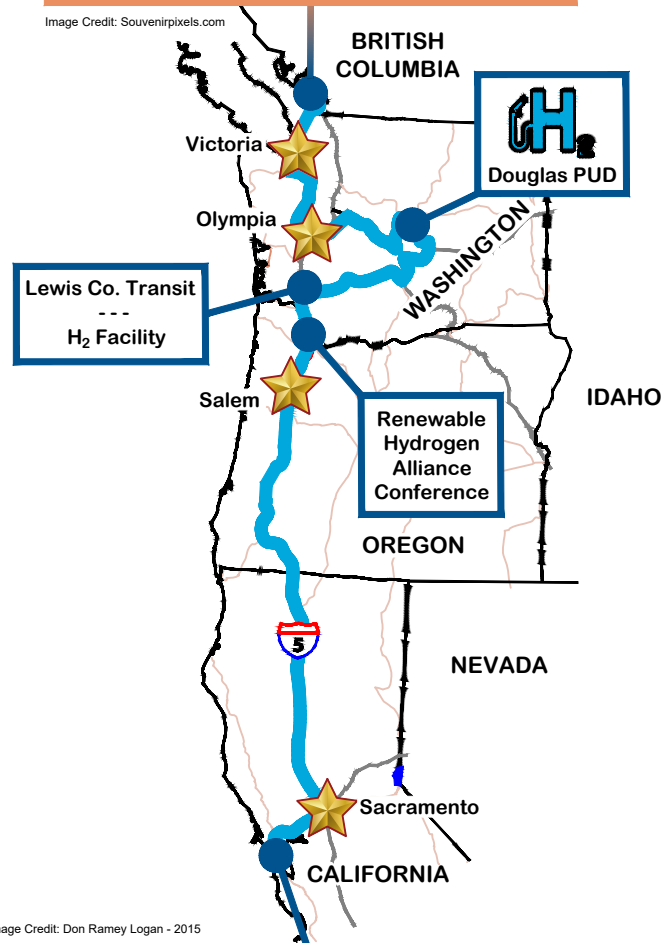 Image Credit: Souvenirpixels.com
BRITISH
COLUMBIA
H2
Douglas PUD
Victoria
Olympia
WASHINGTON
Lewis Co. Transit
---
H2 Facility
Salem
IDAHO
Renewable
Hydrogen
Alliance
Conference
OREGON
5
NEVADA
Sacramento
CALIFORNIA
age Credit: Don Ramey Logan - 2015